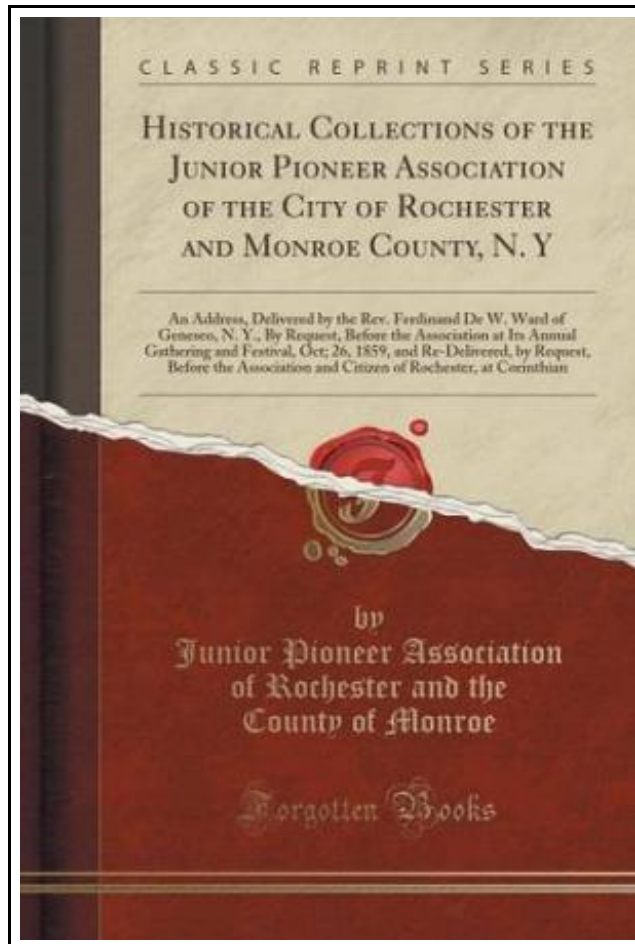 CLASSIC REPRINT SERIES
HISTORICAL COLLECTIONS OF THE
JUNIOR PIONEER ASSOCIATION
OF THE CITY OF ROCHESTER
AND MONROE COUNTY, N. Y
An Address, Delivered by the Rev. Ferdinand De W. Ward of
Geneseo, N. Y., By Request, Before the Association at Its Annual
Gathering and Festival, Oct; 26, 1859, and Re-Delivered, by Request,
Before the Association and Citizen of Rochester, at Corinthian
by
Junior Pioneer Association
of Rochester and the
County of Monroe
Forgotten Books